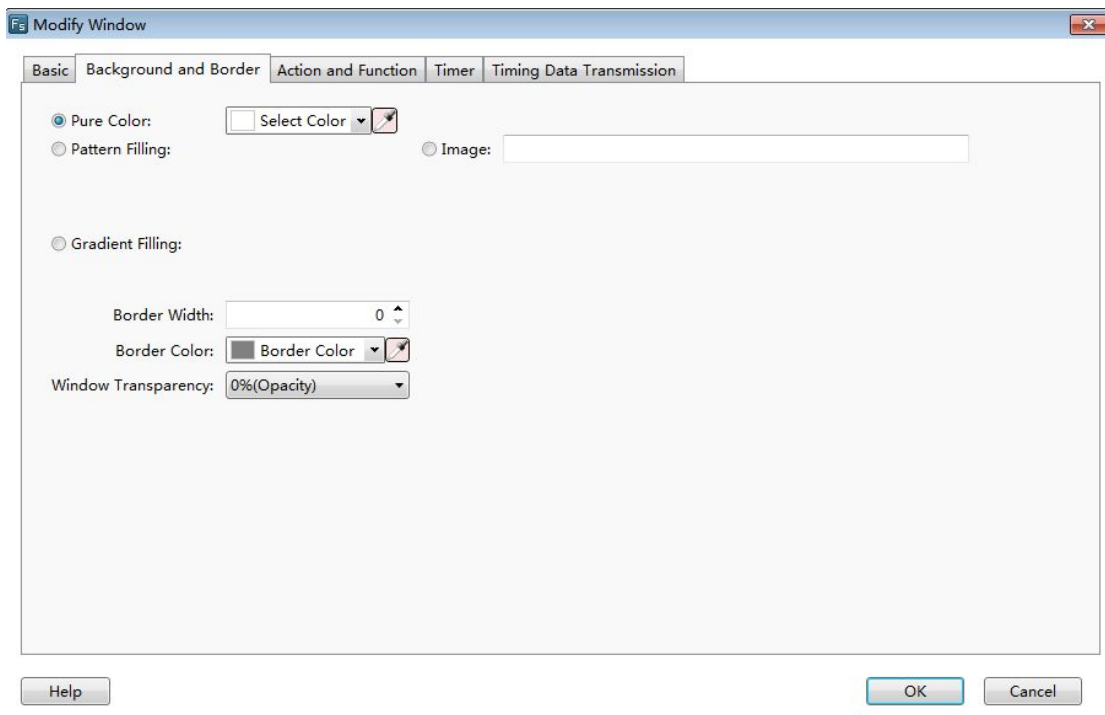 Fs Modify Window
Basic Background and Border Action and Function Timer Timing Data Transmission
Pure Color: Select Color
Pattern Filling: Image:
Gradient Filling:
Border Width: 0
Border Color: Border Color
Window Transparency: 0%(Opacity)
Help OK Cancel